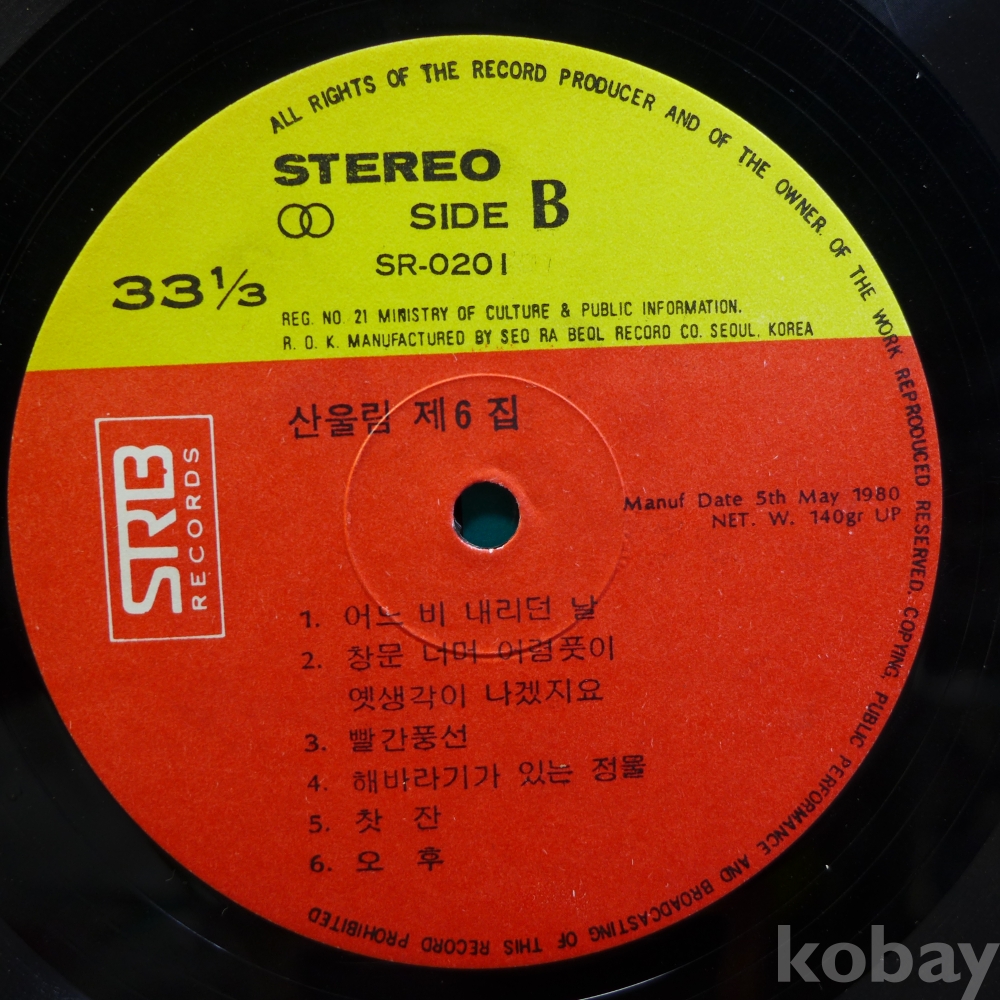 ALL RIGHTS OF THE RECORD PRODUCER AND OF THE OWNER OF THE WORK REPRODUCED RESERVED. COPYING, PUBLIC PERFORMANCE AND BROADCASTING OF THIS RECORD PROHIBITED
STEREO
SIDE B
SR-0201
33⅓
REG. NO. 21 MINISTRY OF CULTURE & PUBLIC INFORMATION.
R. O. K. MANUFACTURED BY SEO RA BEOL RECORD CO. SEOUL, KOREA
산울림 제6집
SRB RECORDS
Manuf Date 5th May 1980
NET. W. 140gr UP
1. 어느 비 내리던 날
2. 창문 너머 어렴풋이
옛생각이 나겠지요
3. 빨간풍선
4. 해바라기가 있는 정물
5. 찻 잔
6. 오 후
kobay